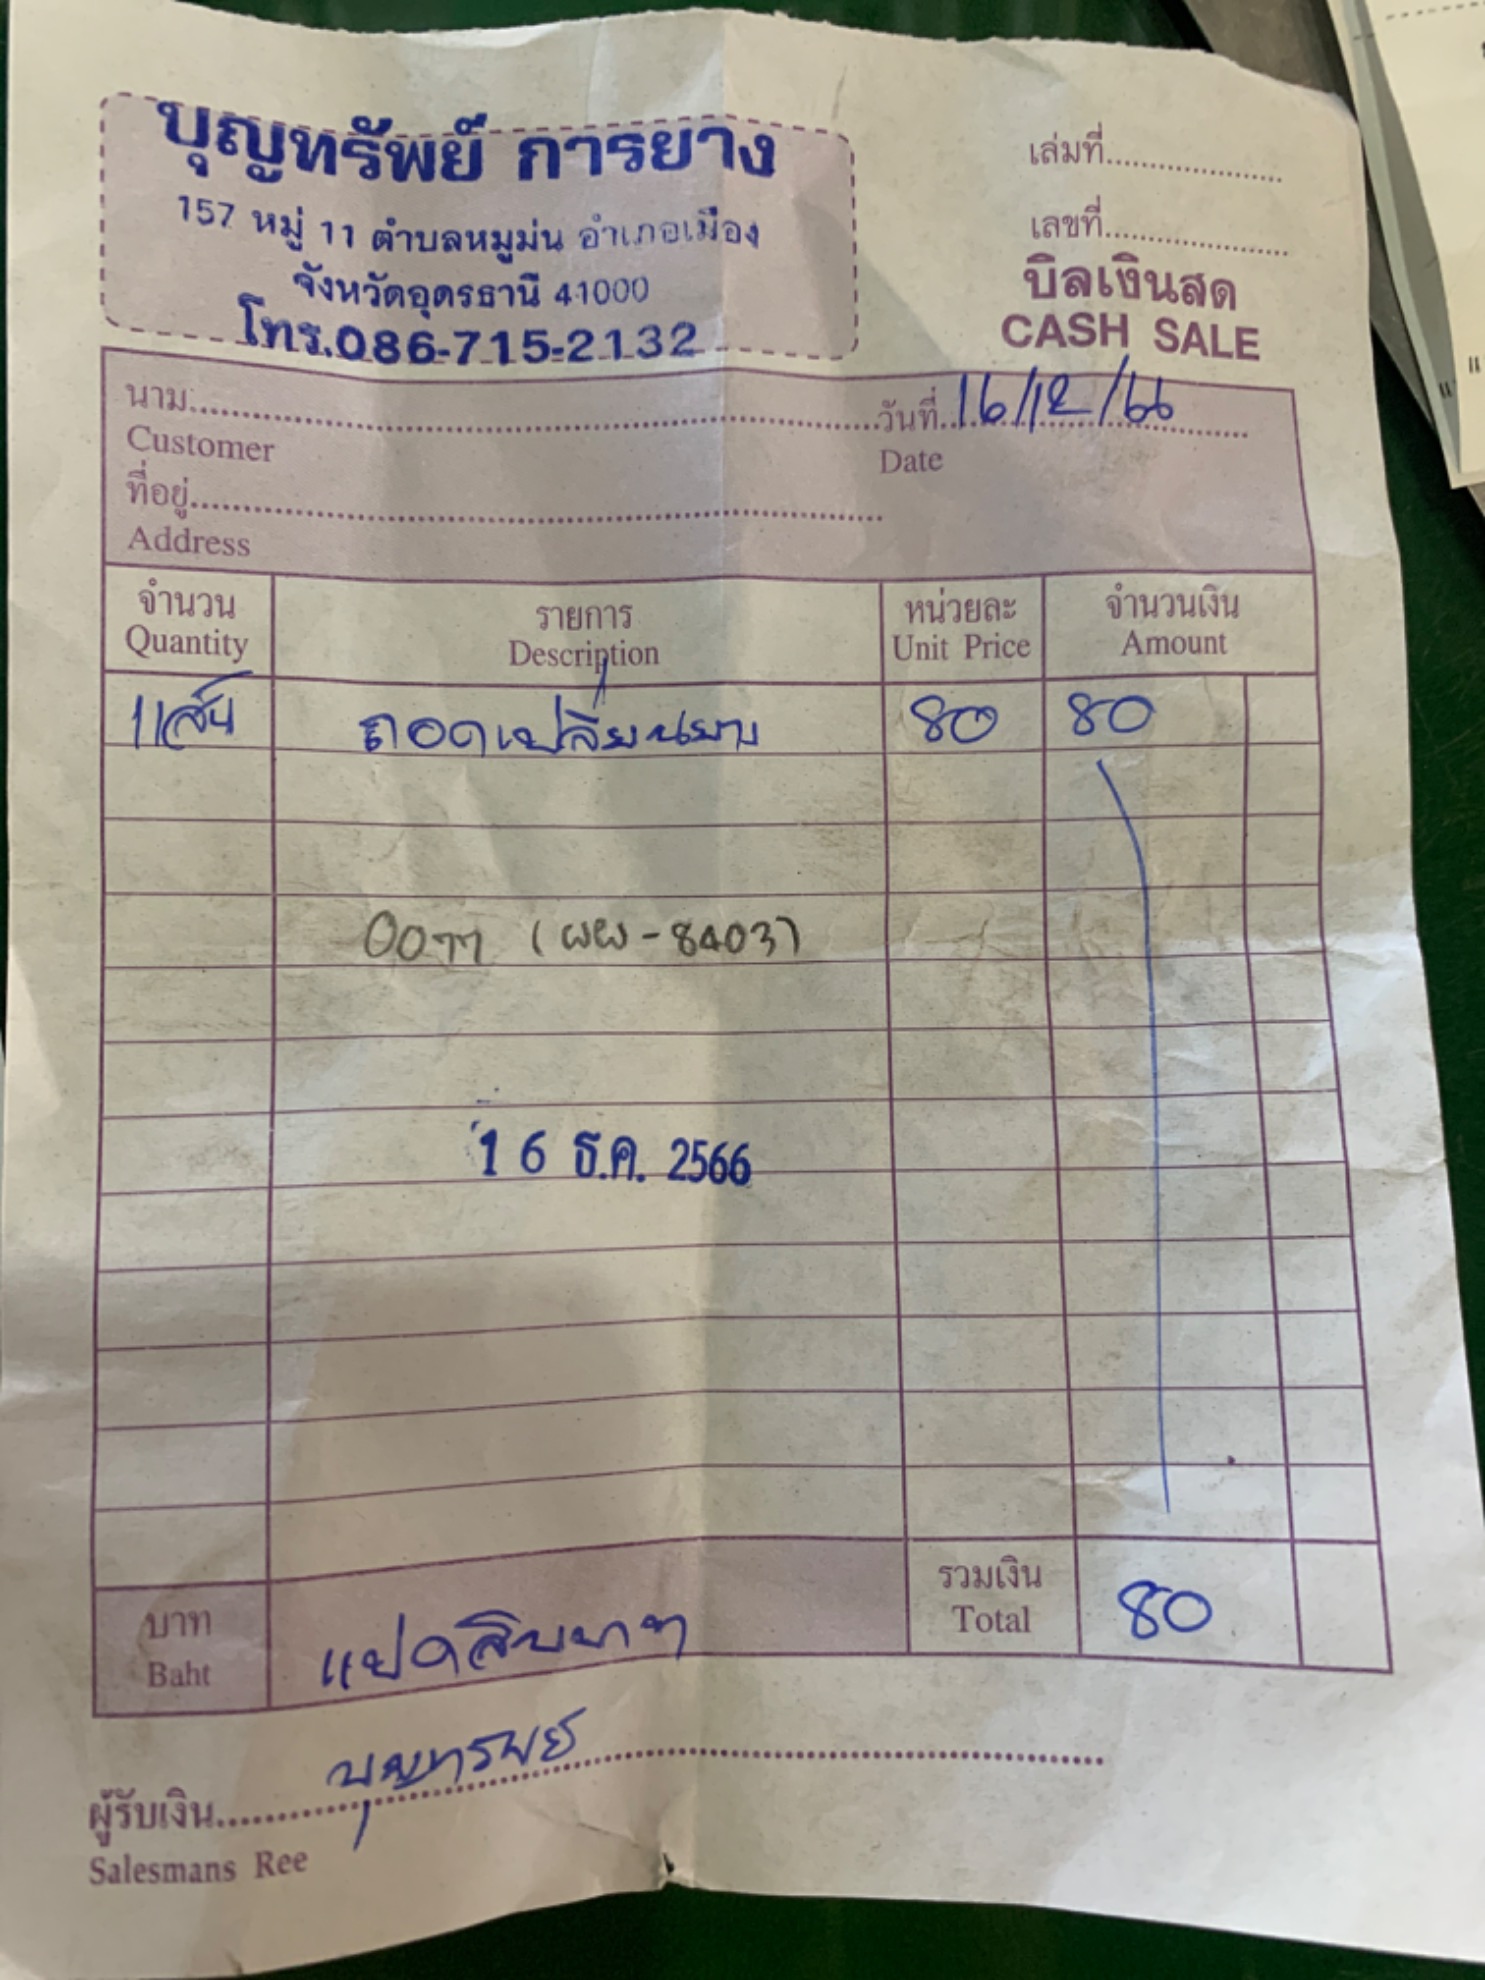 บุญทรัพย์ การยาง
157 หมู่ 11 ตำบลหมูม่น อำเภอเมือง
จังหวัดอุดรธานี 41000
โทร.086-715-2132
เล่มที่
เลขที่
บิลเงินสด
CASH SALE
นาม
Customer
วันที่ 16/12/66
Date
ที่อยู่
Address
จำนวน รายการ หน่วยละ จำนวนเงิน
Quantity Description Unit Price Amount
1 เส้น ถอดเปลี่ยนยาง 80 80
(ผผ-8403)
16 ธ.ค. 2566
บาท แปดสิบบาท รวมเงิน 80
Baht Total
ผู้รับเงิน บุญทรัพย์
Salesmans Ree